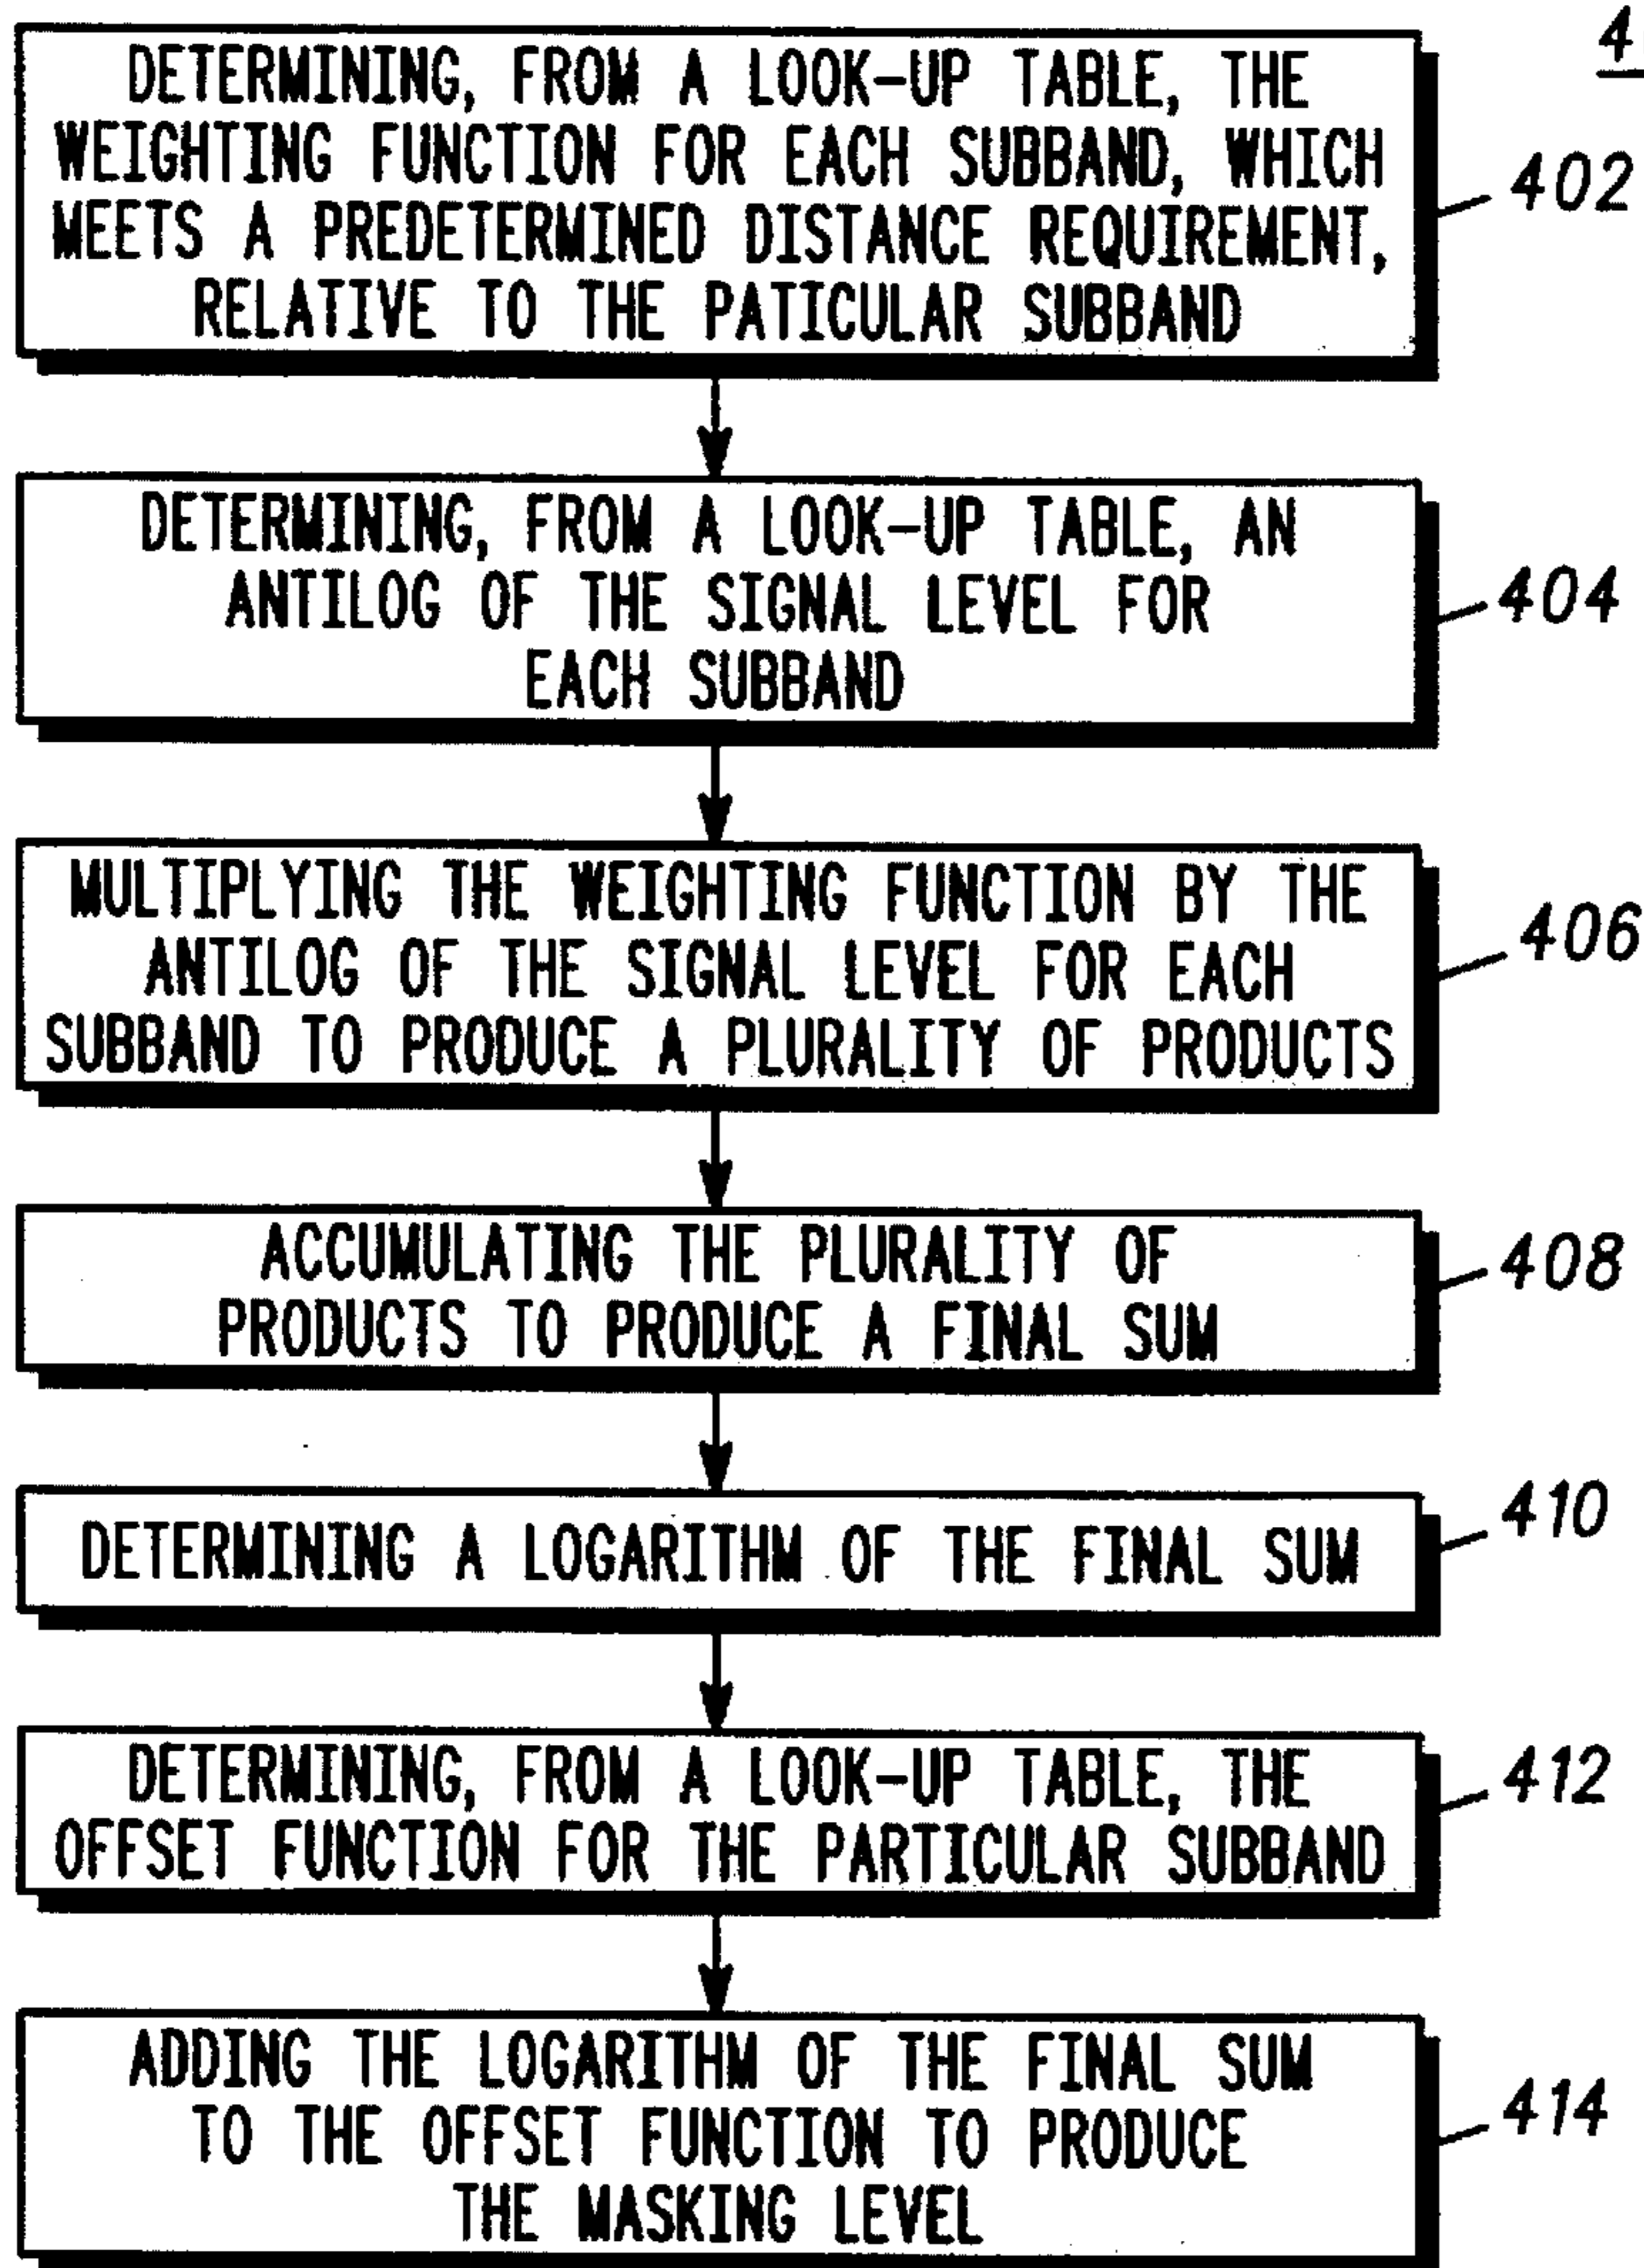 DETERMINING, FROM A LOOK-UP TABLE, THE
WEIGHTING FUNCTION FOR EACH SUBBAND, WHICH
MEETS A PREDETERMINED DISTANCE REQUIREMENT,
RELATIVE TO THE PATICULAR SUBBAND
402
DETERMINING, FROM A LOOK-UP TABLE, AN
ANTILOG OF THE SIGNAL LEVEL FOR
EACH SUBBAND
404
MULTIPLYING THE WEIGHTING FUNCTION BY THE
ANTILOG OF THE SIGNAL LEVEL FOR EACH
SUBBAND TO PRODUCE A PLURALITY OF PRODUCTS
406
ACCUMULATING THE PLURALITY OF
PRODUCTS TO PRODUCE A FINAL SUM
408
DETERMINING A LOGARITHM OF THE FINAL SUM
410
DETERMINING, FROM A LOOK-UP TABLE, THE
OFFSET FUNCTION FOR THE PARTICULAR SUBBAND
412
ADDING THE LOGARITHM OF THE FINAL SUM
TO THE OFFSET FUNCTION TO PRODUCE
THE MASKING LEVEL
414